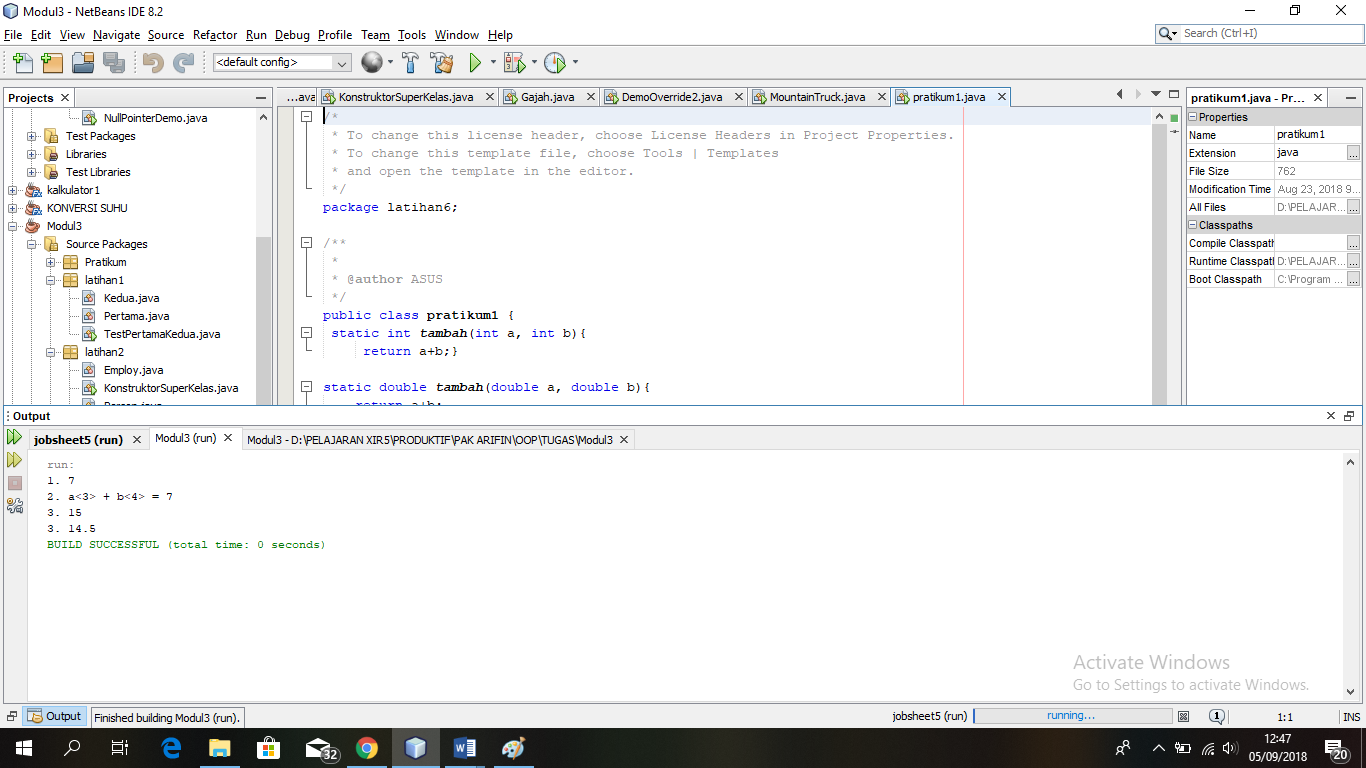 Modul3 - NetBeans IDE 8.2
File Edit View Navigate Source Refactor Run Debug Profile Team Tools Window Help
Search (Ctrl+I)
<default config>
Projects
...ava KonstruktorSuperKelas.java Gajah.java DemoOverride2.java MountainTruck.java pratikum1.java
NullPointerDemo.java
Test Packages
Libraries
Test Libraries
kalkulator1
KONVERSI SUHU
Modul3
Source Packages
Pratikum
latihan1
Kedua.java
Pertama.java
TestPertamaKedua.java
latihan2
Employ.java
KonstruktorSuperKelas.java
Person.java
/*
* To change this license header, choose License Headers in Project Properties.
* To change this template file, choose Tools | Templates
* and open the template in the editor.
*/
package latihan6;
/**
*
* @author ASUS
*/
public class pratikum1 {
static int tambah(int a, int b){
return a+b;}
static double tambah(double a, double b){
return a+b;
pratikum1.java - Pr...
Properties
Name pratikum1
Extension java ...
File Size 762
Modification Time Aug 23, 2018 9...
All Files D:\PELAJAR... ...
Classpaths
Compile Classpath ...
Runtime Classpath D:\PELAJAR... ...
Boot Classpath C:\Program ... ...
Output
jobsheet5 (run) Modul3 (run) Modul3 - D:\PELAJARAN XIR5\PRODUKTIF\PAK ARIFIN\OOP\TUGAS\Modul3
run:
1. 7
2. a<3> + b<4> = 7
3. 15
3. 14.5
BUILD SUCCESSFUL (total time: 0 seconds)
Activate Windows
Go to Settings to activate Windows.
Output Finished building Modul3 (run). jobsheet5 (run) running... 1 1:1 INS
32
12:47
05/09/2018
20